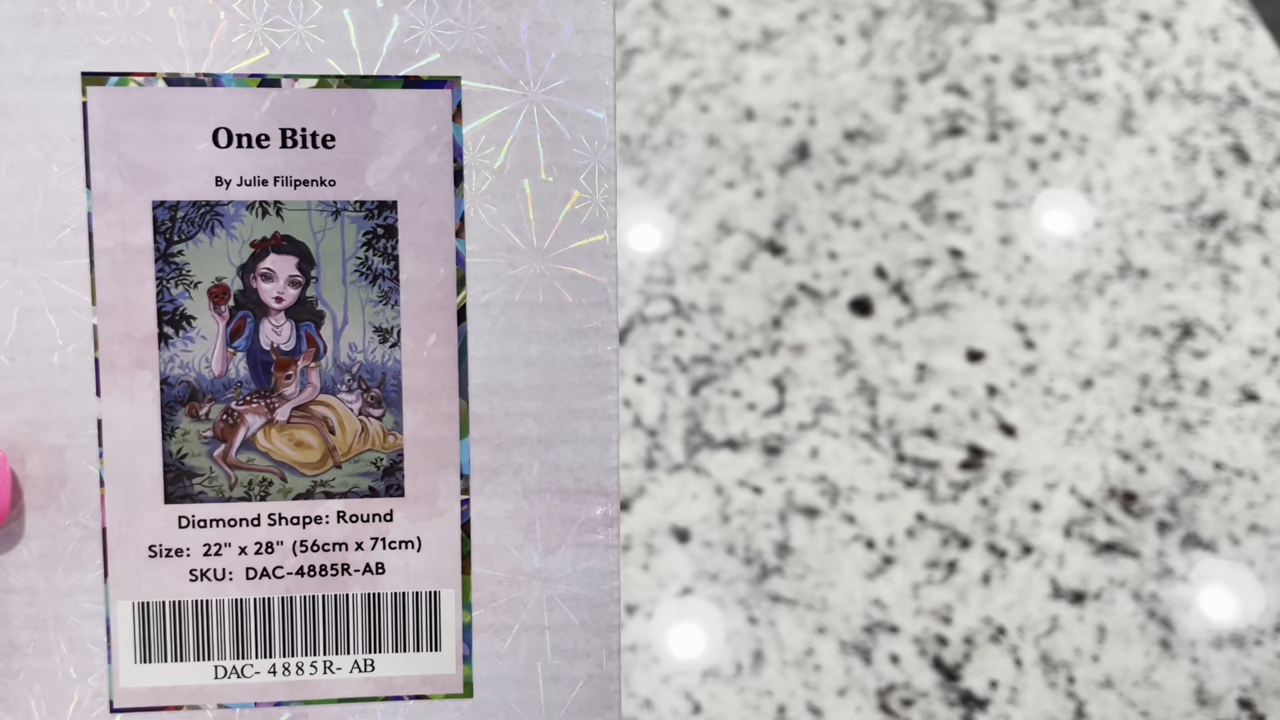 One Bite
By Julie Filipenko
Diamond Shape: Round
Size: 22" x 28" (56cm x 71cm)
SKU: DAC-4885R-AB
DAC- 4885R- AB